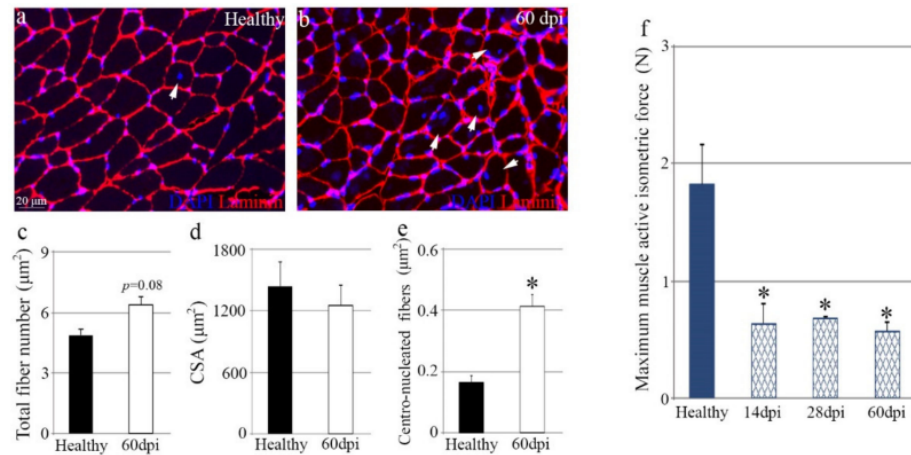 a
Healthy
20 μm
DAPI Laminin
b
60 dpi
DAPI Laminin
c
Total fiber number (μm²)
9
6
3
0
p=0.08
Healthy
60dpi
d
CSA (μm²)
1800
1200
600
0
Healthy
60dpi
e
Centro-nucleated fibers (μm²)
0.6
0.4
0.2
0
*
Healthy
60dpi
f
Maximum muscle active isometric force (N)
3
2
1
0
*
*
*
Healthy
14dpi
28dpi
60dpi